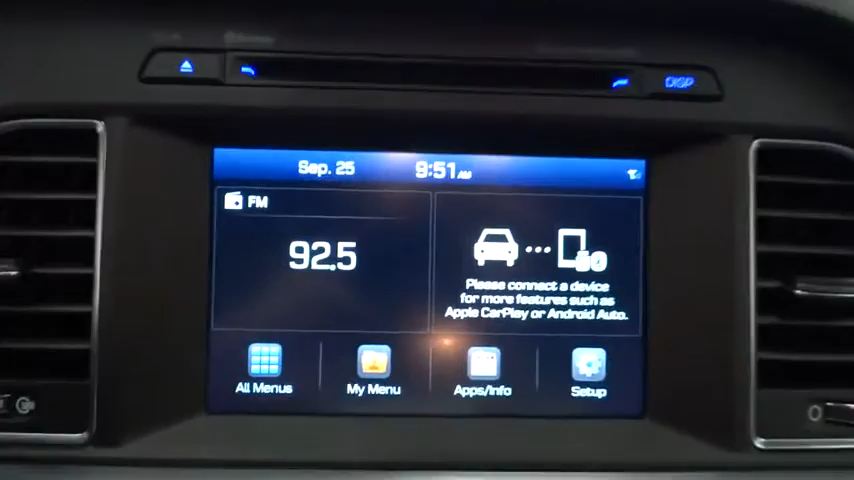 DISP
Sep. 25
9:51 AM
FM
92.5
Please connect a device
for more features such as
Apple CarPlay or Android Auto.
All Menus
My Menu
Apps/Info
Setup